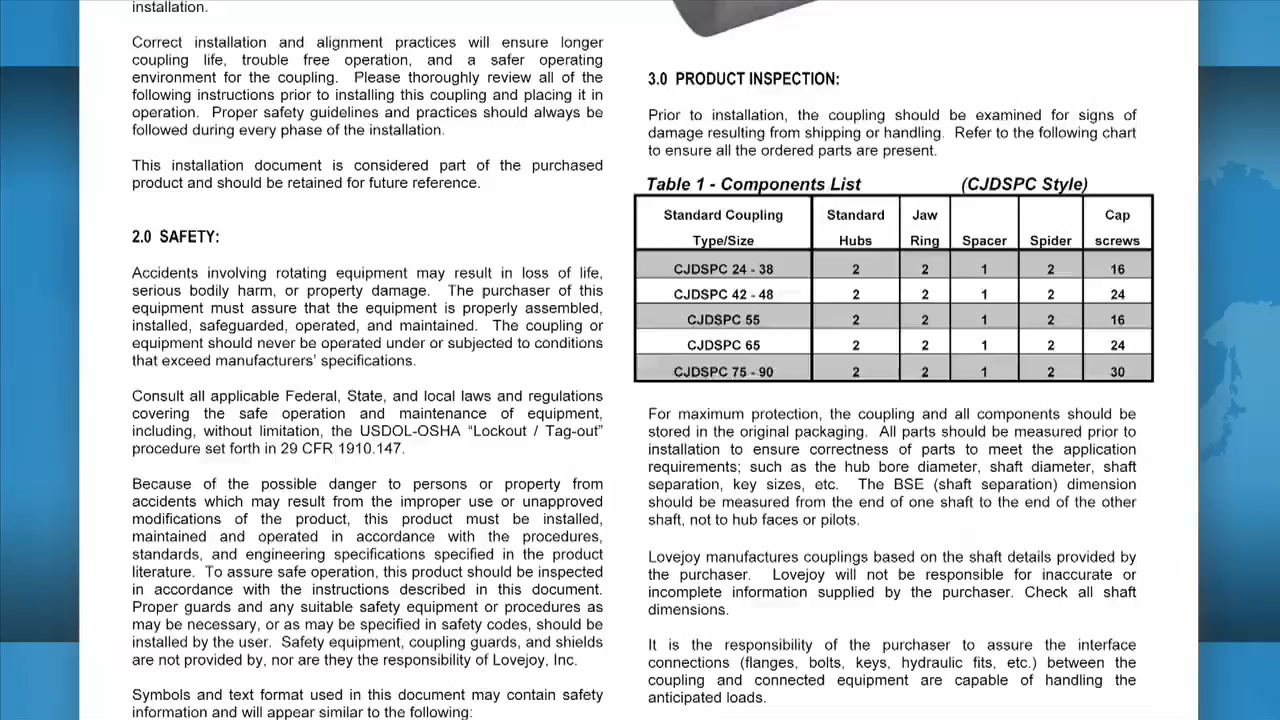 installation.
Correct installation and alignment practices will ensure longer
coupling life, trouble free operation, and a safer operating
environment for the coupling. Please thoroughly review all of the
following instructions prior to installing this coupling and placing it in
operation. Proper safety guidelines and practices should always be
followed during every phase of the installation.
This installation document is considered part of the purchased
product and should be retained for future reference.
2.0 SAFETY:
Accidents involving rotating equipment may result in loss of life,
serious bodily harm, or property damage. The purchaser of this
equipment must assure that the equipment is properly assembled,
installed, safeguarded, operated, and maintained. The coupling or
equipment should never be operated under or subjected to conditions
that exceed manufacturers' specifications.
Consult all applicable Federal, State, and local laws and regulations
covering the safe operation and maintenance of equipment,
including, without limitation, the USDOL-OSHA “Lockout / Tag-out”
procedure set forth in 29 CFR 1910.147.
Because of the possible danger to persons or property from
accidents which may result from the improper use or unapproved
modifications of the product, this product must be installed,
maintained and operated in accordance with the procedures,
standards, and engineering specifications specified in the product
literature. To assure safe operation, this product should be inspected
in accordance with the instructions described in this document.
Proper guards and any suitable safety equipment or procedures as
may be necessary, or as may be specified in safety codes, should be
installed by the user. Safety equipment, coupling guards, and shields
are not provided by, nor are they the responsibility of Lovejoy, Inc.
Symbols and text format used in this document may contain safety
information and will appear similar to the following:
3.0 PRODUCT INSPECTION:
Prior to installation, the coupling should be examined for signs of
damage resulting from shipping or handling. Refer to the following chart
to ensure all the ordered parts are present.
Table 1 - Components List (CJDSPC Style)
Standard Coupling Standard Jaw Cap
Type/Size Hubs Ring Spacer Spider screws
CJDSPC 24 - 38 2 2 1 2 16
CJDSPC 42 - 48 2 2 1 2 24
CJDSPC 55 2 2 1 2 16
CJDSPC 65 2 2 1 2 24
CJDSPC 75 - 90 2 2 1 2 30
For maximum protection, the coupling and all components should be
stored in the original packaging. All parts should be measured prior to
installation to ensure correctness of parts to meet the application
requirements; such as the hub bore diameter, shaft diameter, shaft
separation, key sizes, etc. The BSE (shaft separation) dimension
should be measured from the end of one shaft to the end of the other
shaft, not to hub faces or pilots.
Lovejoy manufactures couplings based on the shaft details provided by
the purchaser. Lovejoy will not be responsible for inaccurate or
incomplete information supplied by the purchaser. Check all shaft
dimensions.
It is the responsibility of the purchaser to assure the interface
connections (flanges, bolts, keys, hydraulic fits, etc.) between the
coupling and connected equipment are capable of handling the
anticipated loads.